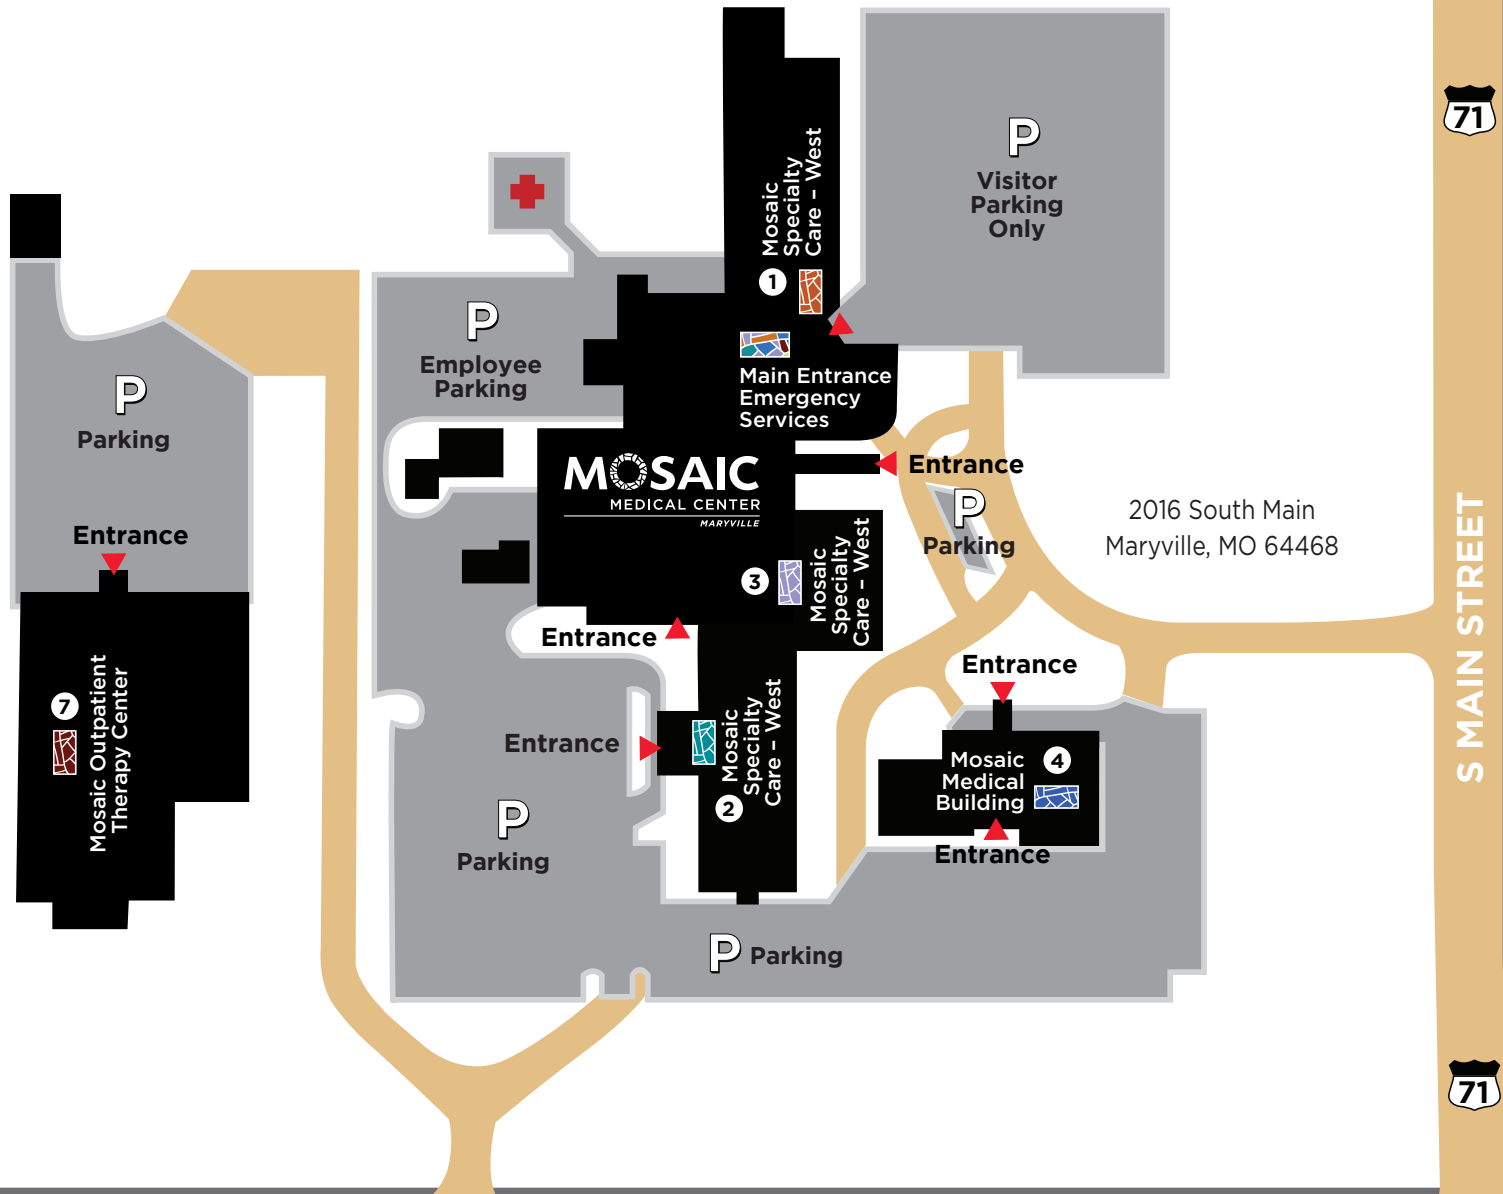 71
P
Visitor
Parking
Only
Mosaic
Specialty
Care – West
1
P
Employee
Parking
Main Entrance
Emergency
Services
P
Parking
MOSAIC
MEDICAL CENTER
MARYVILLE
Entrance
P
Parking
2016 South Main
Maryville, MO 64468
S MAIN STREET
Entrance
3
Mosaic
Specialty
Care – West
Entrance
Entrance
7
Mosaic Outpatient
Therapy Center
Entrance
Mosaic
Specialty
Care – West
2
Mosaic
Medical
Building
4
Entrance
P
Parking
P Parking
71